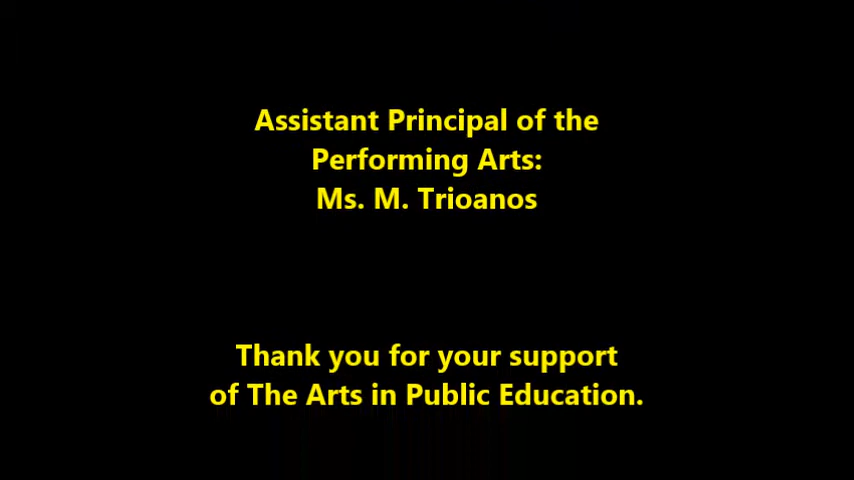 Assistant Principal of the
Performing Arts:
Ms. M. Trioanos
Thank you for your support
of The Arts in Public Education.